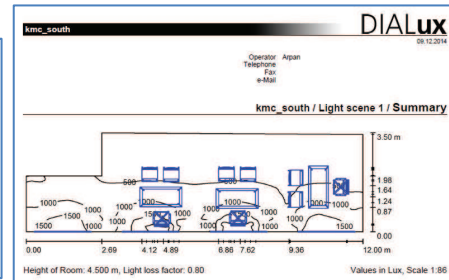 kmc_south
DIALux
09.12.2014
Operator Arpan
Telephone
Fax
e-Mail
kmc_south / Light scene 1 / Summary
3.50 m
500
500
1.98
1.64
1.24
0.87
1000
1000
1000
1000
1000
1000
1500
1500
1500
1500
0.00
0.00 2.69 4.12 4.89 6.86 7.62 9.36 12.00 m
Height of Room: 4.500 m, Light loss factor: 0.80
Values in Lux, Scale 1:86